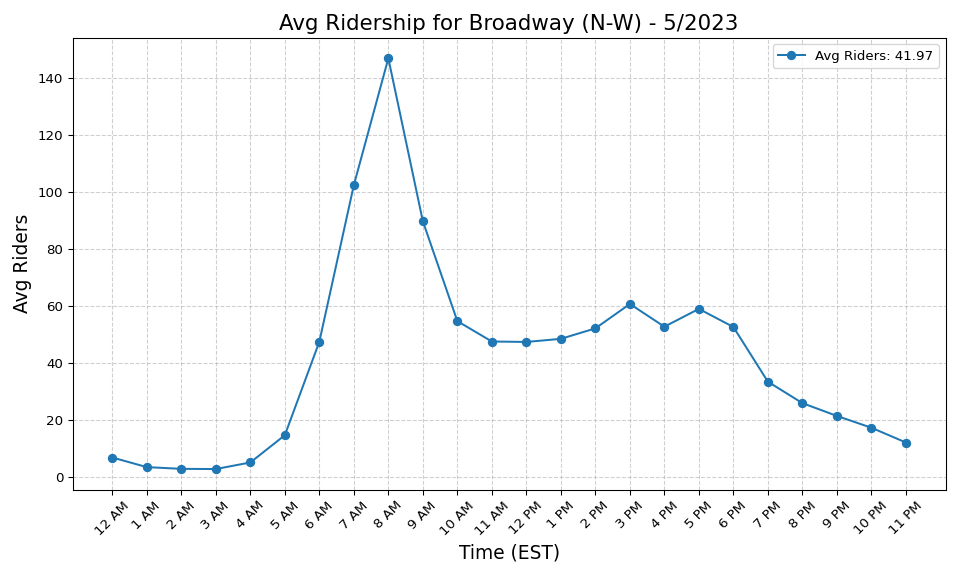 Avg Ridership for Broadway (N-W) - 5/2023
Avg Riders: 41.97
Avg Riders
140
120
100
80
60
40
20
0
12 AM
1 AM
2 AM
3 AM
4 AM
5 AM
6 AM
7 AM
8 AM
9 AM
10 AM
11 AM
12 PM
1 PM
2 PM
3 PM
4 PM
5 PM
6 PM
7 PM
8 PM
9 PM
10 PM
11 PM
Time (EST)